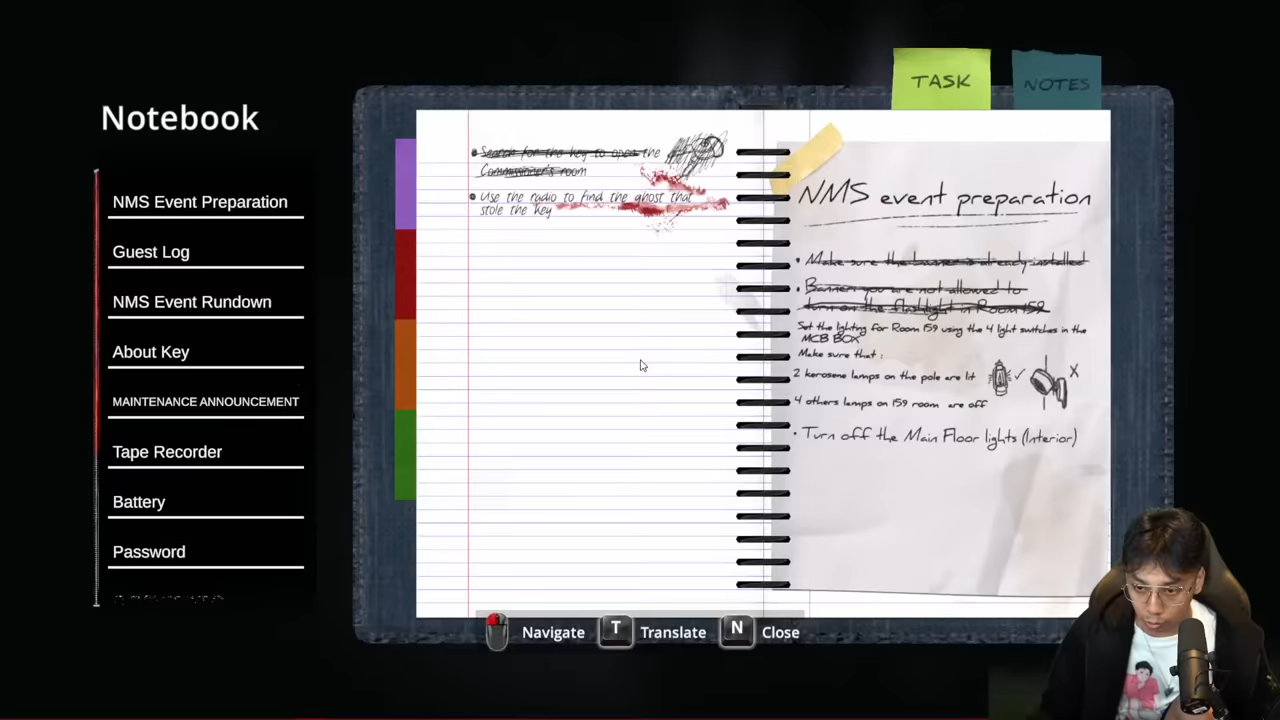 TASK
NOTES
Notebook
NMS Event Preparation
Guest Log
NMS Event Rundown
About Key
MAINTENANCE ANNOUNCEMENT
Tape Recorder
Battery
Password
Search for the key to open the
Commissioner's room
Use the radio to find the ghost that
stole the key
NMS event preparation
Make sure the banner is already installed
Banner you are not allowed to
turn on the flashlight in Room 159
Set the lighting for Room 159 using the 4 light switches in the
MCB BOX
Make sure that :
2 kerosene lamps on the pole are lit
4 others lamps on 159 room are off
Turn off the Main Floor lights (Interior)
Navigate
T
Translate
N
Close